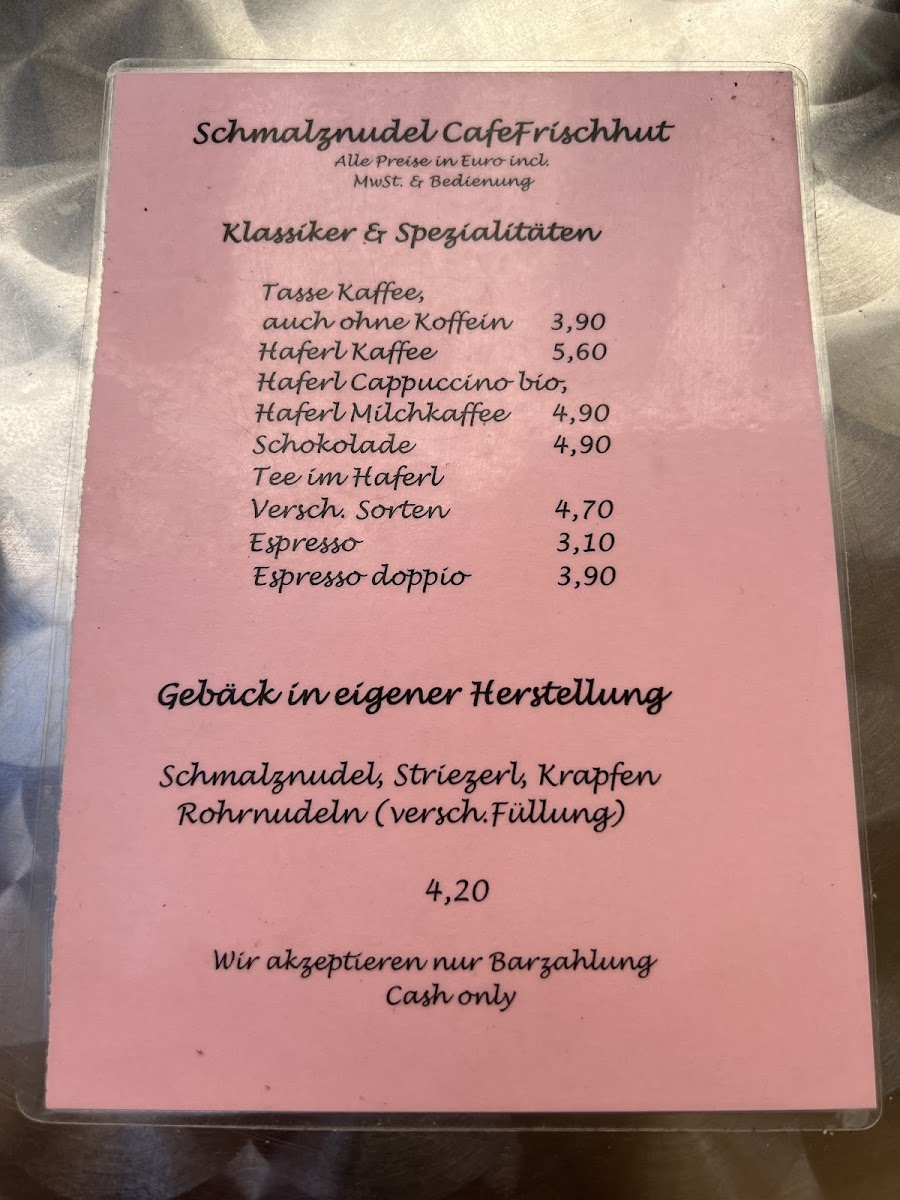 Schmalznudel CafeFrischhut
Alle Preise in Euro incl.
MwSt. & Bedienung
Klassiker & Spezialitäten
Tasse Kaffee,
auch ohne Koffein 3,90
Haferl Kaffee 5,60
Haferl Cappuccino bio,
Haferl Milchkaffee 4,90
Schokolade 4,90
Tee im Haferl
Versch. Sorten 4,70
Espresso 3,10
Espresso doppio 3,90
Gebäck in eigener Herstellung
Schmalznudel, Striezerl, Krapfen
Rohrnudeln (versch.Füllung)
4,20
Wir akzeptieren nur Barzahlung
Cash only